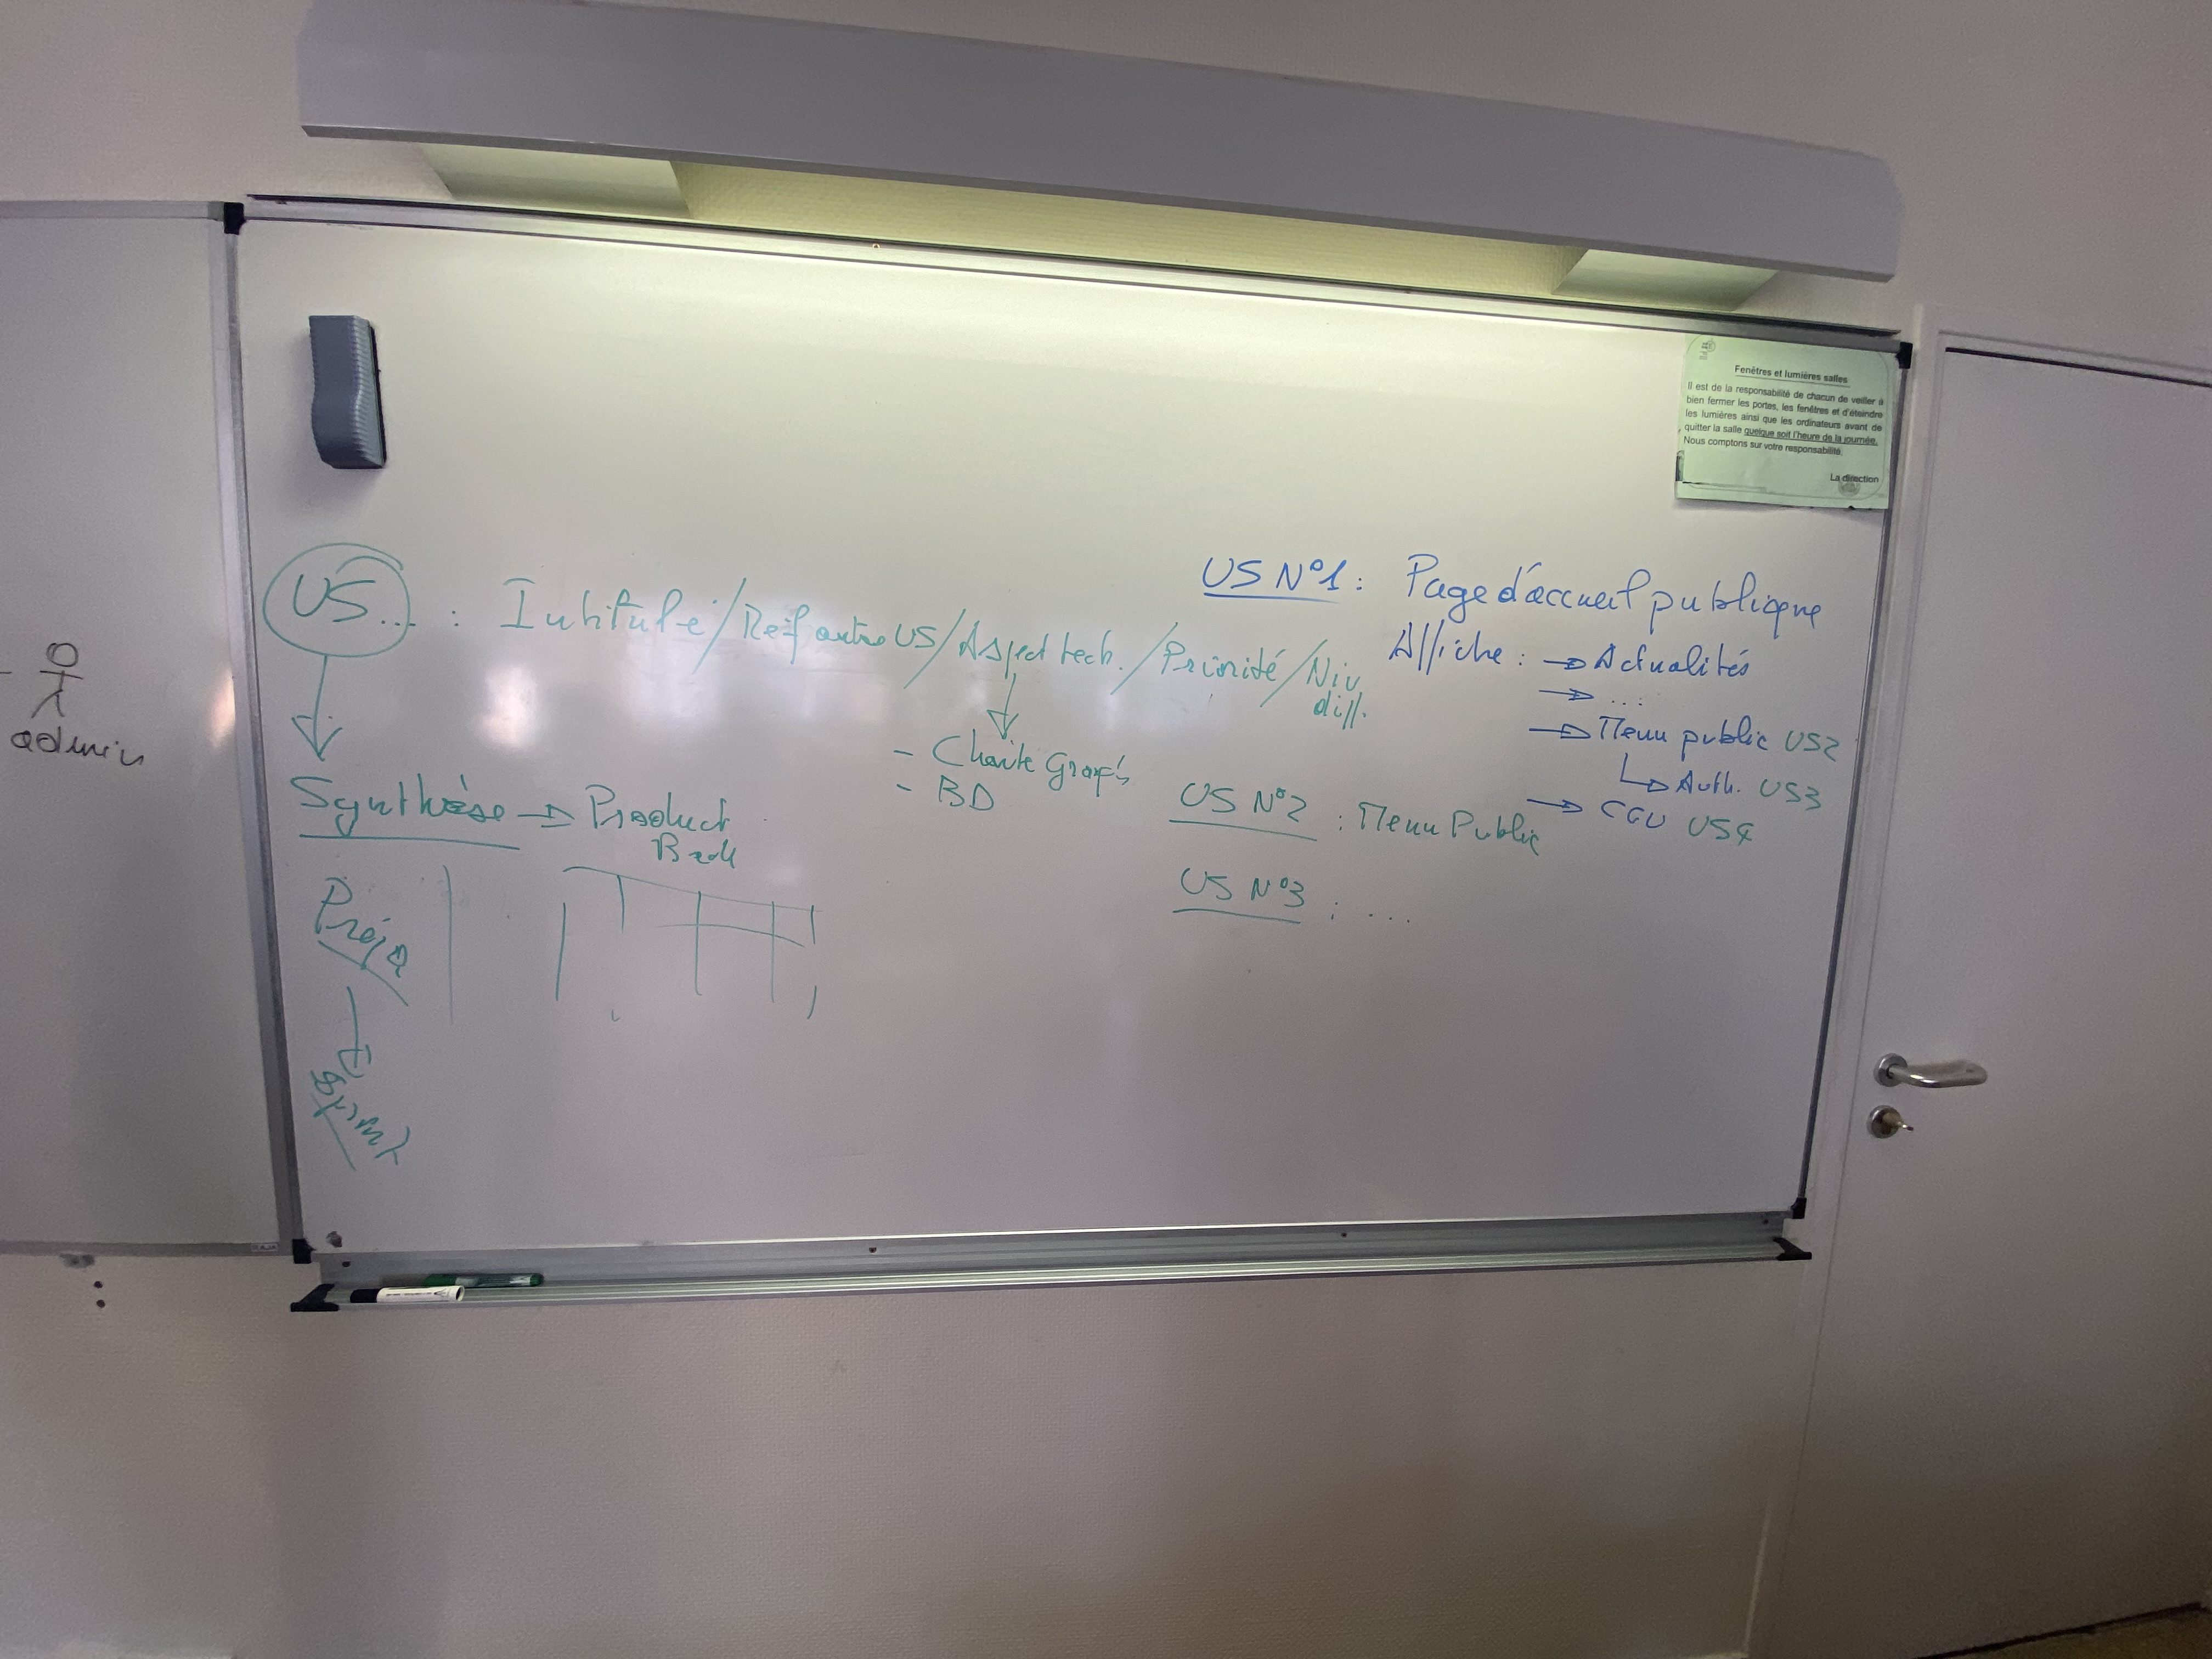 Fenêtres et lumières salles
Il est de la responsabilité de chacun de veiller à
bien fermer les portes, les fenêtres et d'éteindre
les lumières ainsi que les ordinateurs avant de
quitter la salle quelque soit l'heure de la journée.
Nous comptons sur votre responsabilité.
La direction
admin
US... : Intitulé/Ref autre US/Aspect tech./Priorité/Niv
diff.
- Charte Graph
- BD
Synthèse → Product
Back
Sprint
US N°1 : Page d'accueil publique
Affiche : → Actualités
→ ...
→ Menu public US2
↳ Auth. US3
→ CGU US4
US N°2 : Menu Public
US N°3 : ...